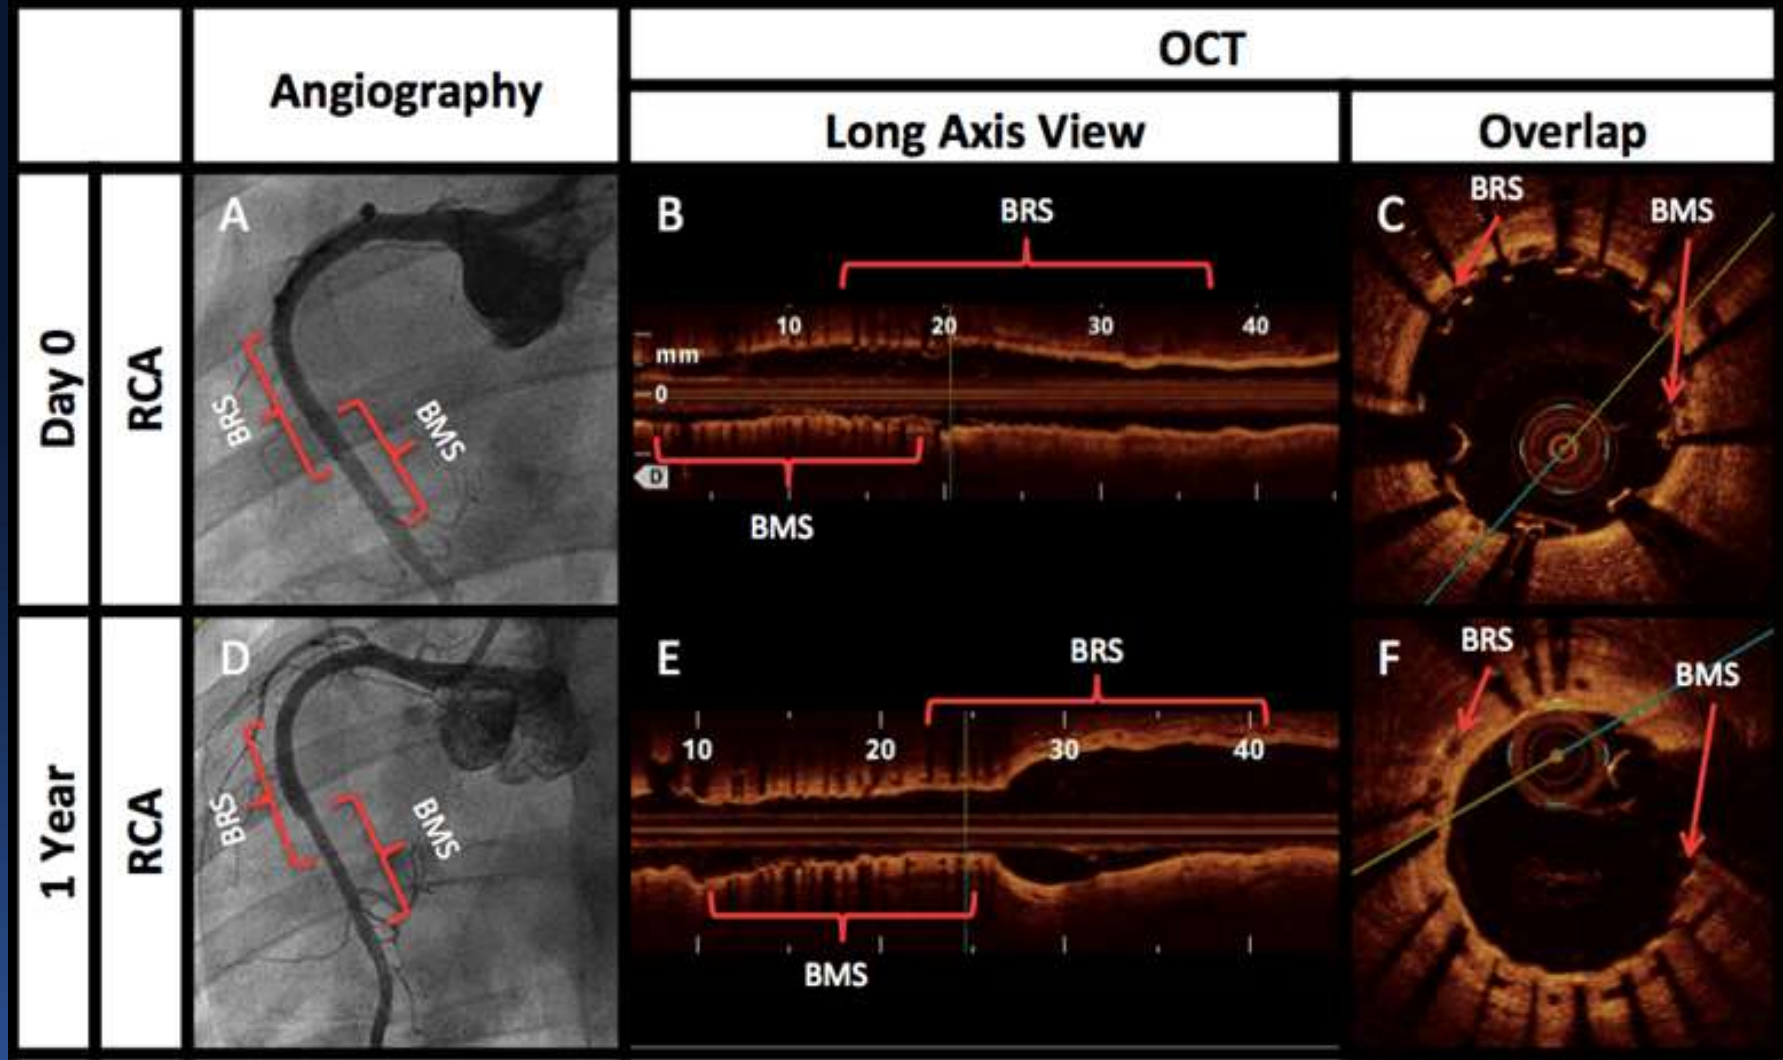 OCT
Angiography
Long Axis View
Overlap
Day 0
RCA
A
BRS
BMS
B
BRS
10 20 30 40
mm
0
D
BMS
C
BRS
BMS
1 Year
RCA
D
BRS
BMS
E
BRS
10 20 30 40
BMS
F
BRS
BMS